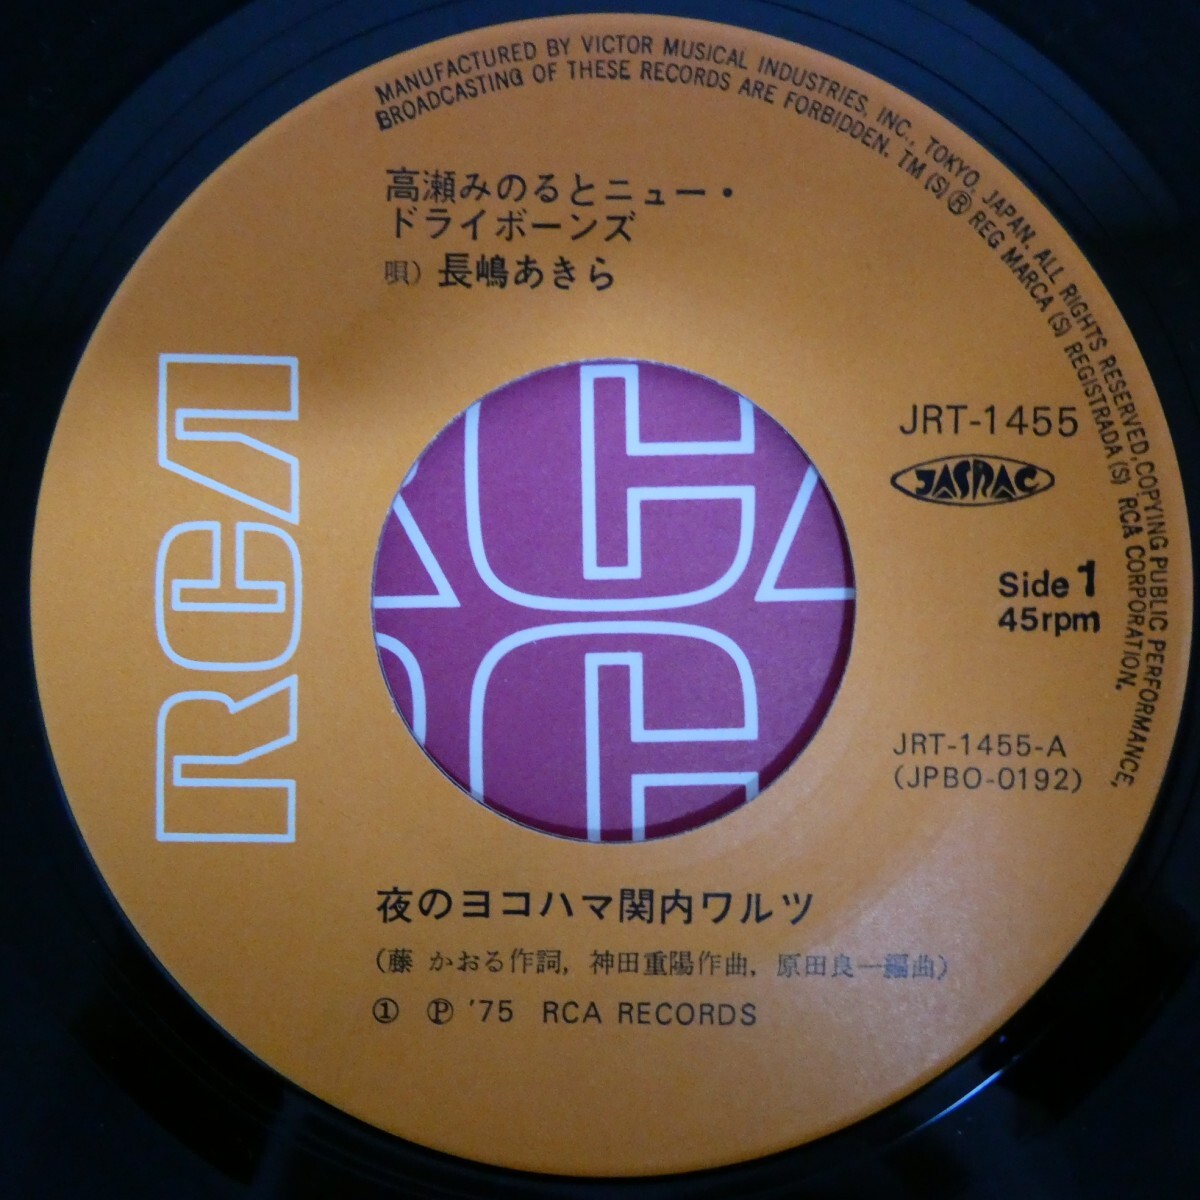 MANUFACTURED BY VICTOR MUSICAL INDUSTRIES, INC., TOKYO, JAPAN. ALL RIGHTS RESERVED, COPYING PUBLIC PERFORMANCE,
BROADCASTING OF THESE RECORDS ARE FORBIDDEN. TM (S) ® REG MARCA (S) REGISTRADA (S) RCA CORPORATION.
高瀬みのるとニュー・
ドライボーンズ
唄) 長嶋あきら
RCA
JRT-1455
JASRAC
Side 1
45rpm
JRT-1455-A
(JPBO-0192)
夜のヨコハマ関内ワルツ
(藤 かおる作詞, 神田重陽作曲, 原田良一編曲)
① Ⓟ '75 RCA RECORDS